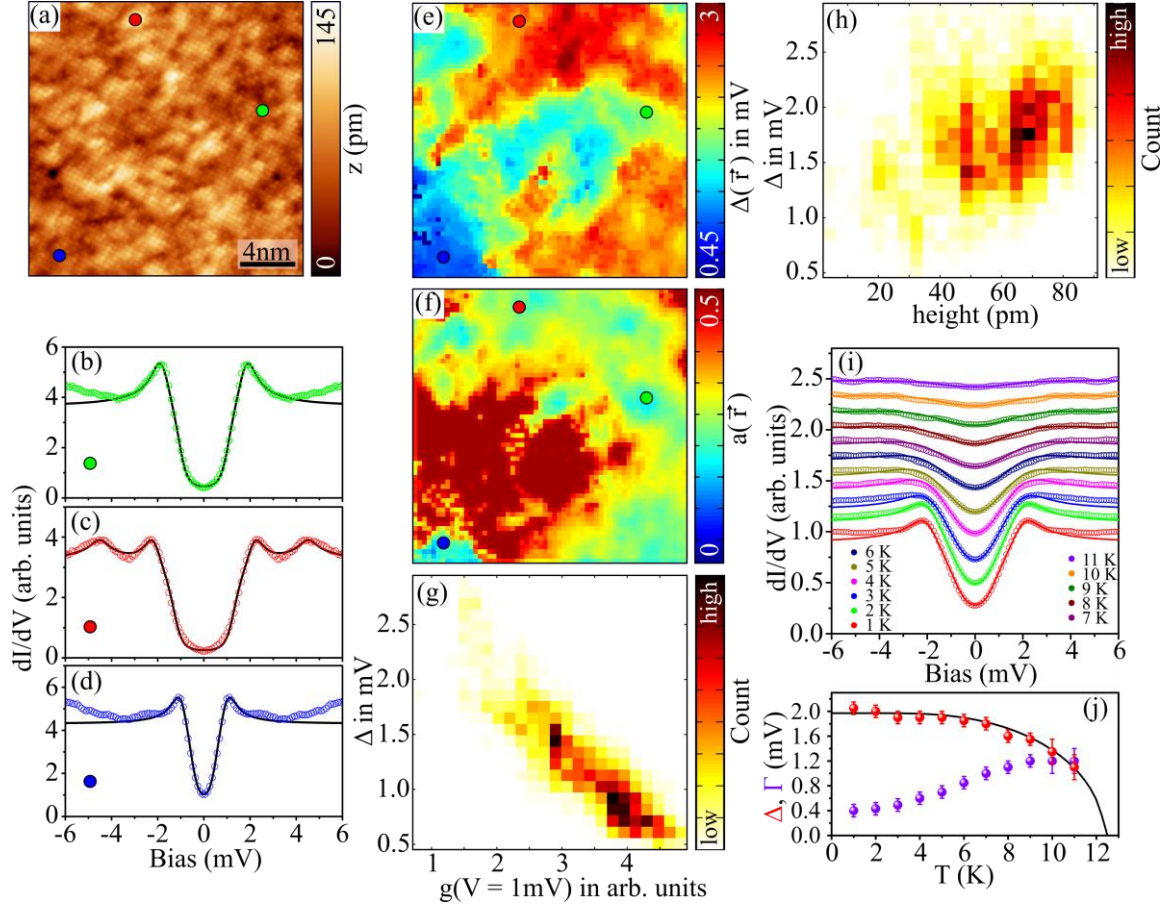 (a)
145
z (pm)
0
4nm
(e)
3
Δ(r⃗) in mV
0.45
(h)
2.5
2.0
1.5
1.0
0.5
Δ in mV
20 40 60 80
height (pm)
high
Count
low
(b)
6
4
2
0
(c)
4
2
0
(d)
6
4
2
0
dI/dV (arb. units)
-6 -4 -2 0 2 4 6
Bias (mV)
(f)
0.5
a(r⃗)
0
(g)
2.5
2.0
1.5
1.0
0.5
Δ in mV
1 2 3 4
g(V = 1mV) in arb. units
high
Count
low
(i)
2.5
2.0
1.5
1.0
0.5
0.0
dI/dV (arb. units)
6 K
5 K
4 K
3 K
2 K
1 K
11 K
10 K
9 K
8 K
7 K
-6 -4 -2 0 2 4 6
Bias (mV)
(j)
2.0
1.6
1.2
0.8
0.4
0.0
Δ, Γ (mV)
0 2 4 6 8 10 12
T (K)